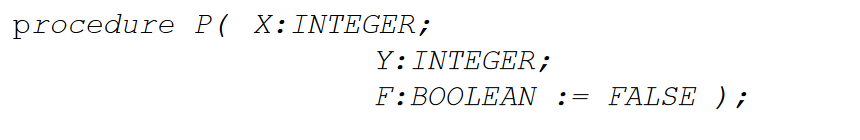 procedure P( X:INTEGER;
Y:INTEGER;
F:BOOLEAN := FALSE );